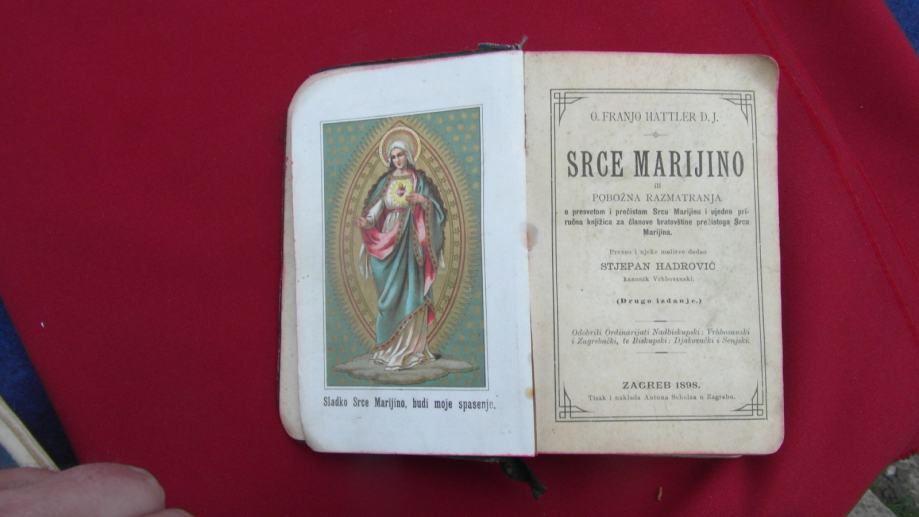 Sladko Srce Marijino, budi moje spasenje.
O. FRANJO HATTLER D. J.
SRCE MARIJINO
ili
POBOŽNA RAZMATRANJA
o presvetom i prečistom Srcu Marijinu i ujedno pri-
ručna knjižica za članove bratovštine prečistoga Srca
Marijina.
Preveo i njeke molitve dodao
STJEPAN HADROVIĆ
kanonik Vrhbosanski.
(Drugo izdanje.)
Odobrili Ordinarijati Nadbiskupski: Vrhbosanski
i Zagrebački, te Biskupski: Djakovački i Senjski.
ZAGREB 1898.
Tisak i naklada Antuna Scholza u Zagrebu.